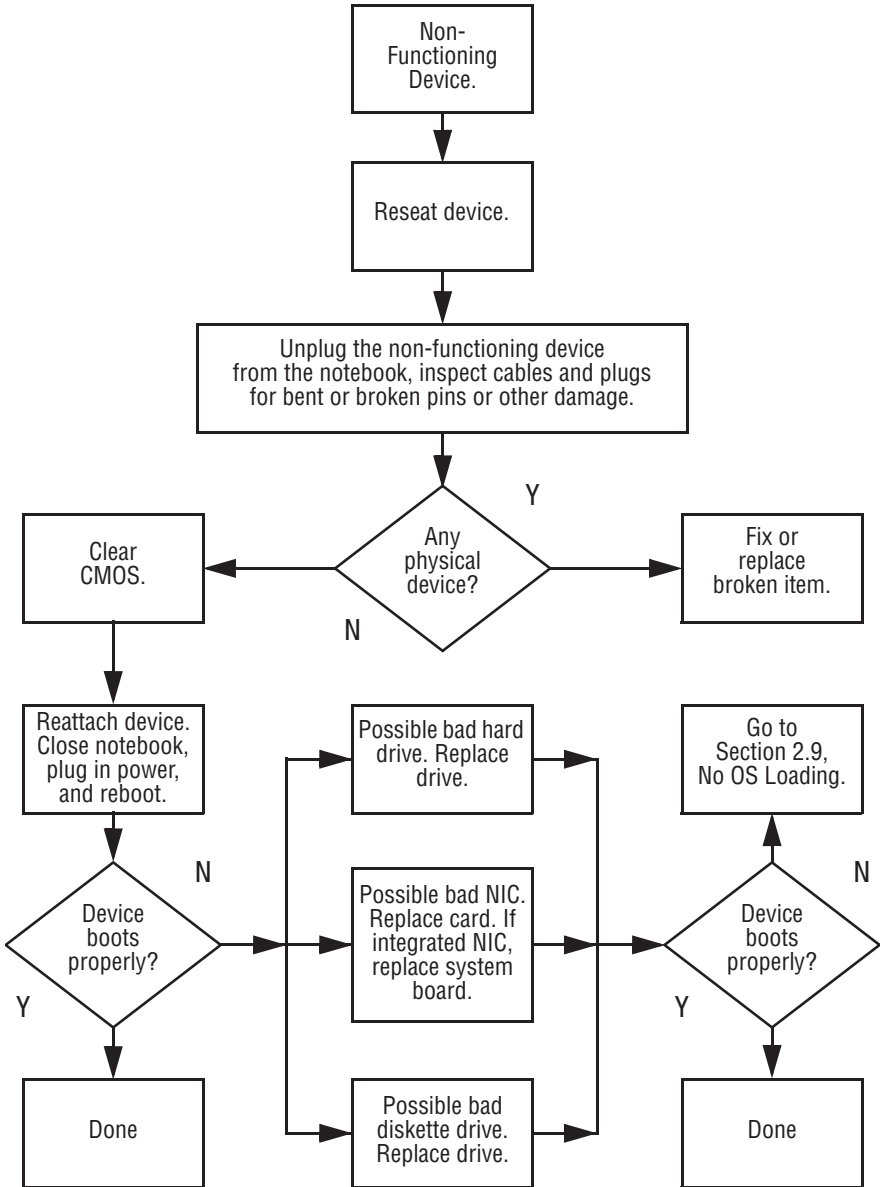 Non-
Functioning
Device.
Reseat device.
Unplug the non-functioning device
from the notebook, inspect cables and plugs
for bent or broken pins or other damage.
Y
Any
physical
device?
N
Clear
CMOS.
Fix or
replace
broken item.
Reattach device.
Close notebook,
plug in power,
and reboot.
Possible bad hard
drive. Replace
drive.
Go to
Section 2.9,
No OS Loading.
N
Device
boots
properly?
Y
Possible bad NIC.
Replace card. If
integrated NIC,
replace system
board.
N
Device
boots
properly?
Y
Done
Possible bad
diskette drive.
Replace drive.
Done